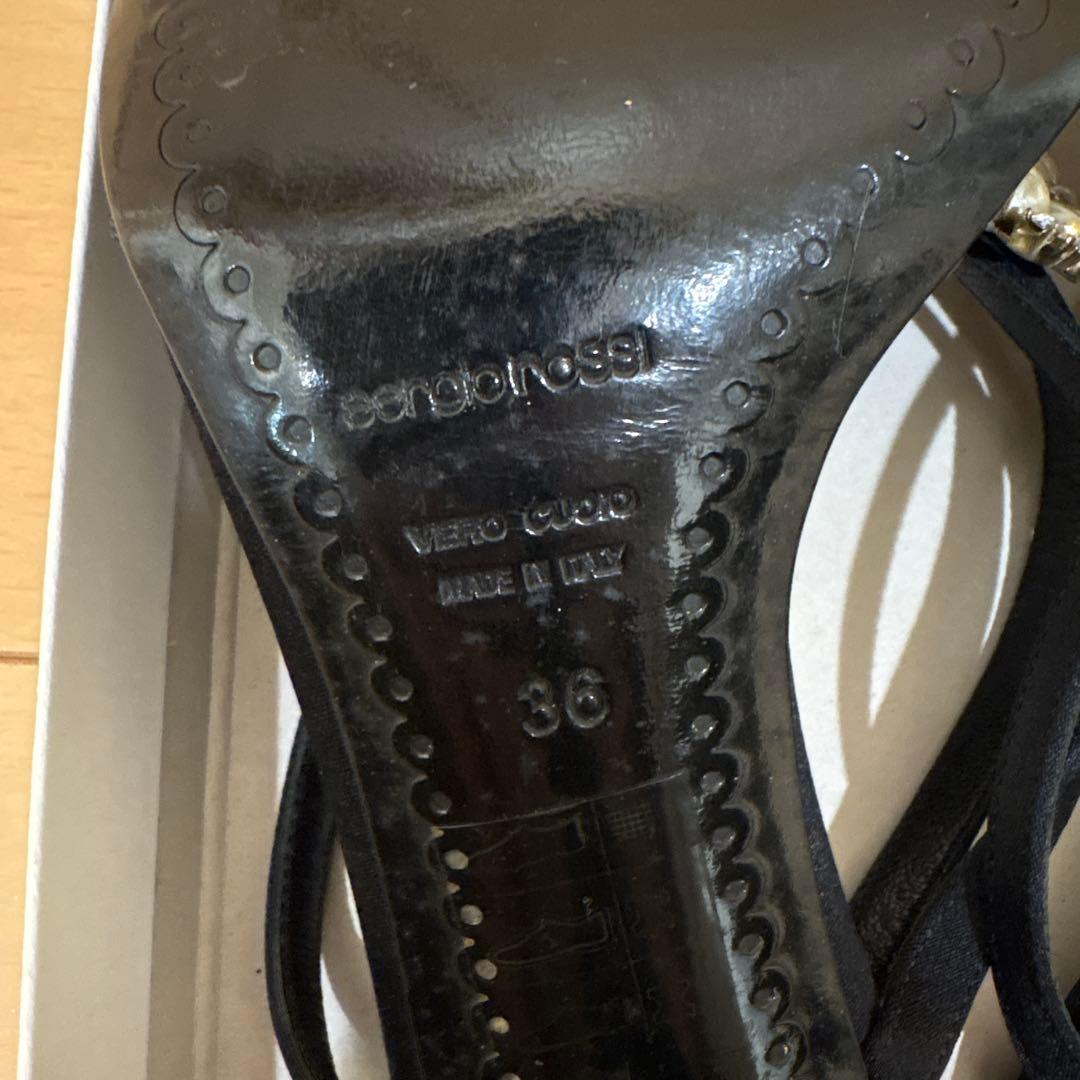 sergio rossi
VERO CUOIO
MADE IN ITALY
36